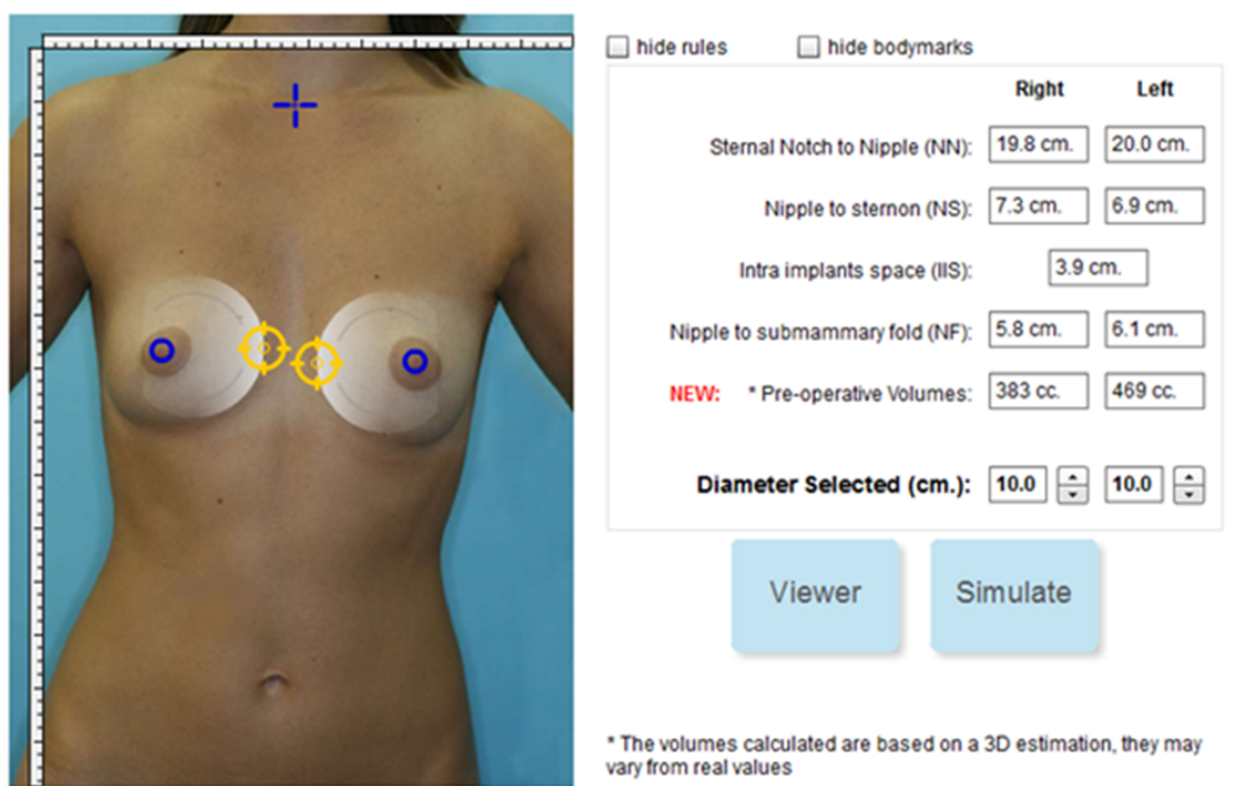 hide rules hide bodymarks
Right Left
Sternal Notch to Nipple (NN): 19.8 cm. 20.0 cm.
Nipple to sternon (NS): 7.3 cm. 6.9 cm.
Intra implants space (IIS): 3.9 cm.
Nipple to submammary fold (NF): 5.8 cm. 6.1 cm.
NEW: * Pre-operative Volumes: 383 cc. 469 cc.
Diameter Selected (cm.): 10.0 10.0
Viewer Simulate
* The volumes calculated are based on a 3D estimation, they may
vary from real values